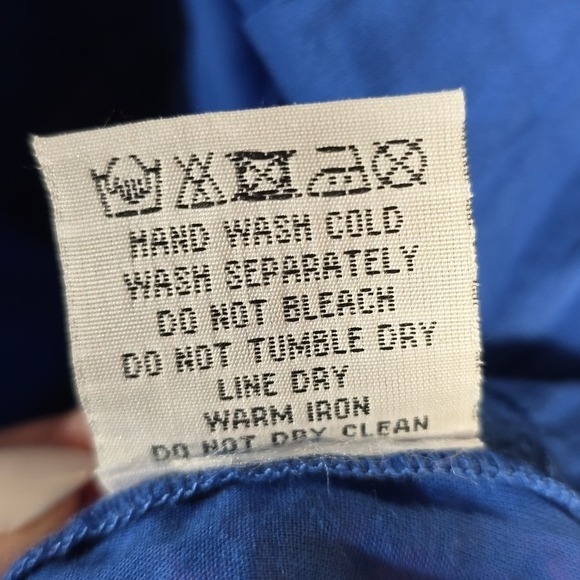 HAND WASH COLD
WASH SEPARATELY
DO NOT BLEACH
DO NOT TUMBLE DRY
LINE DRY
WARM IRON
DO NOT DRY CLEAN